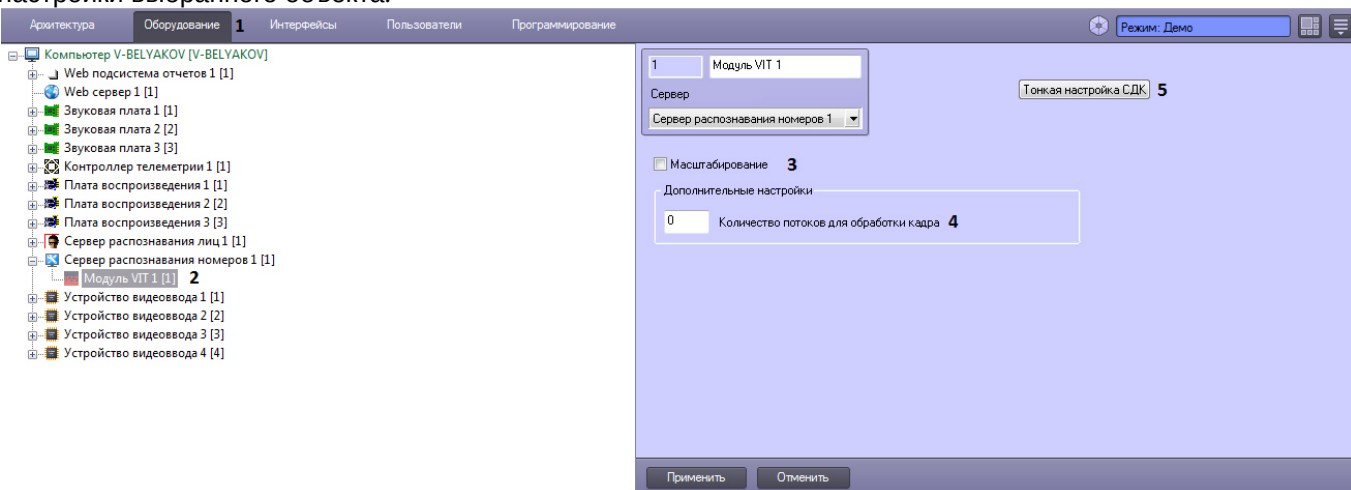 настройки выбранного объекта.
Архитектура Оборудование 1 Интерфейсы Пользователи Программирование Режим: Демо
Компьютер V-BELYAKOV [V-BELYAKOV]
Web подсистема отчетов 1 [1]
Web сервер 1 [1]
Звуковая плата 1 [1]
Звуковая плата 2 [2]
Звуковая плата 3 [3]
Контроллер телеметрии 1 [1]
Плата воспроизведения 1 [1]
Плата воспроизведения 2 [2]
Плата воспроизведения 3 [3]
Сервер распознавания лиц 1 [1]
Сервер распознавания номеров 1 [1]
Модуль VIT 1 [1] 2
Устройство видеоввода 1 [1]
Устройство видеоввода 2 [2]
Устройство видеоввода 3 [3]
Устройство видеоввода 4 [4]
1 Модуль VIT 1
Сервер
Сервер распознавания номеров 1
Тонкая настройка СДК 5
Масштабирование 3
Дополнительные настройки
0 Количество потоков для обработки кадра 4
Применить Отменить